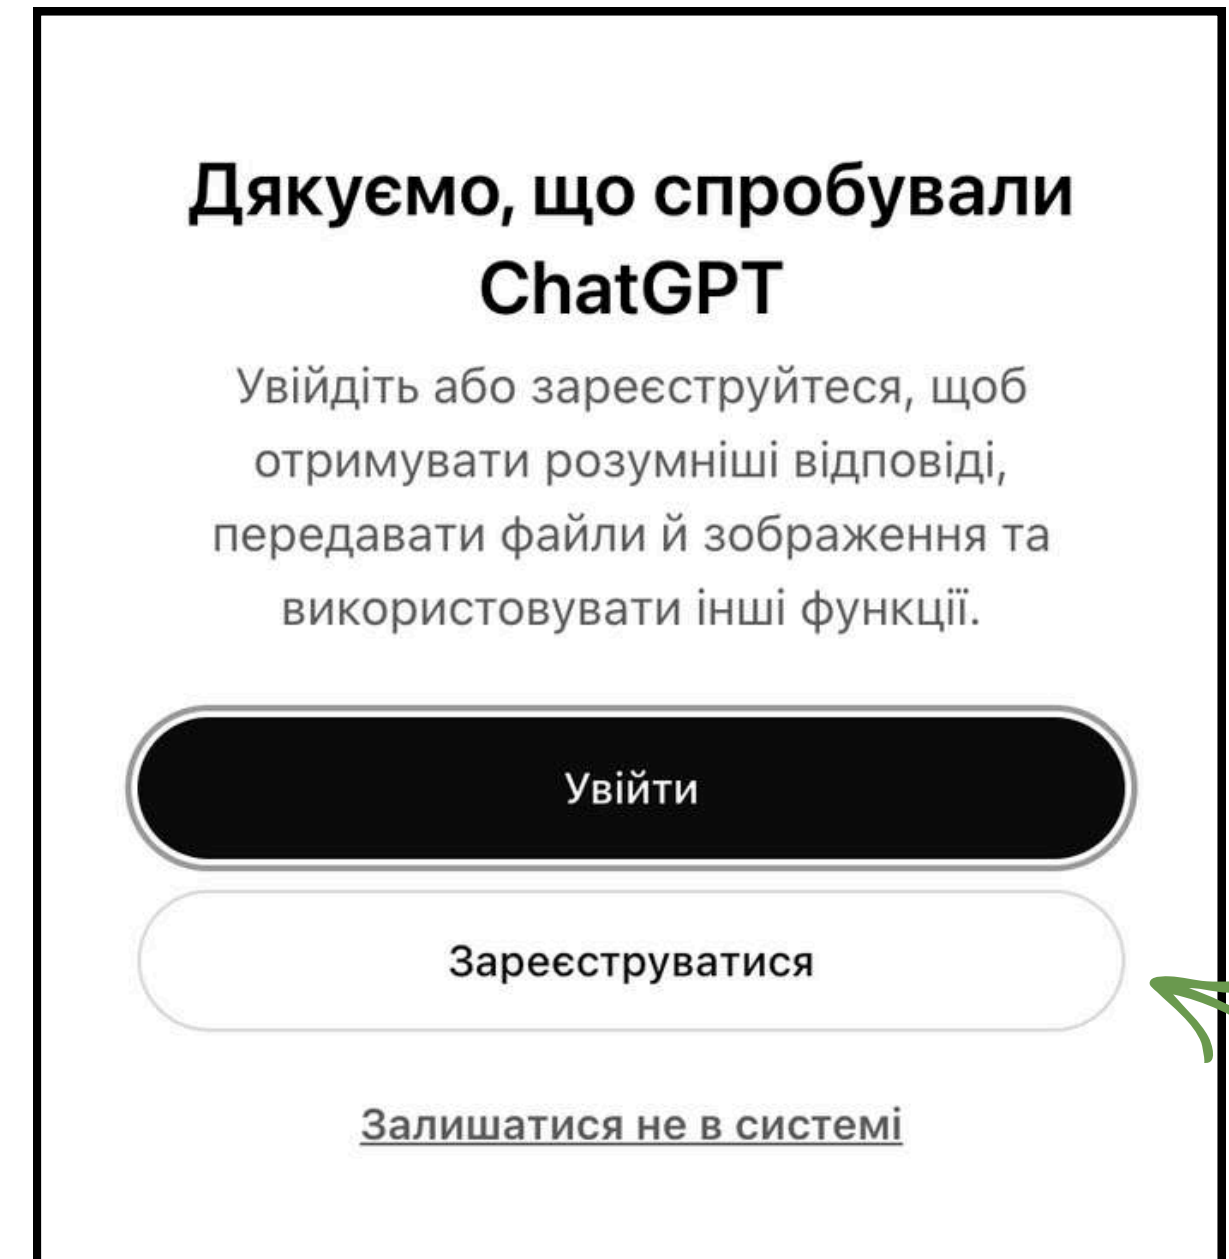 Дякуємо, що спробували
ChatGPT
Увійдіть або зареєструйтеся, щоб
отримувати розумніші відповіді,
передавати файли й зображення та
використовувати інші функції.
Увійти
Зареєструватися
Залишатися не в системі